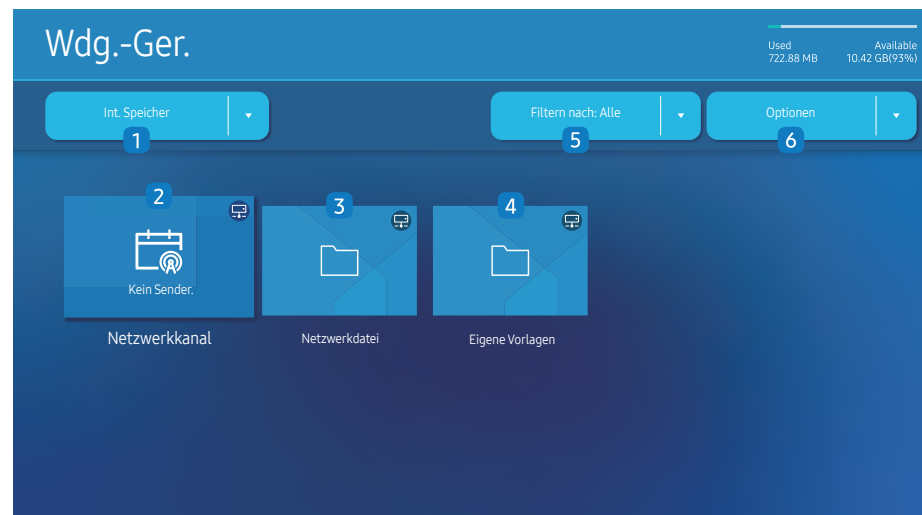 Wdg.-Ger.
Used Available
722.88 MB 10.42 GB(93%)
Int. Speicher
1
Filtern nach: Alle
5
Optionen
6
2
3
4
Kein Sender.
Netzwerkkanal
Netzwerkdatei
Eigene Vorlagen